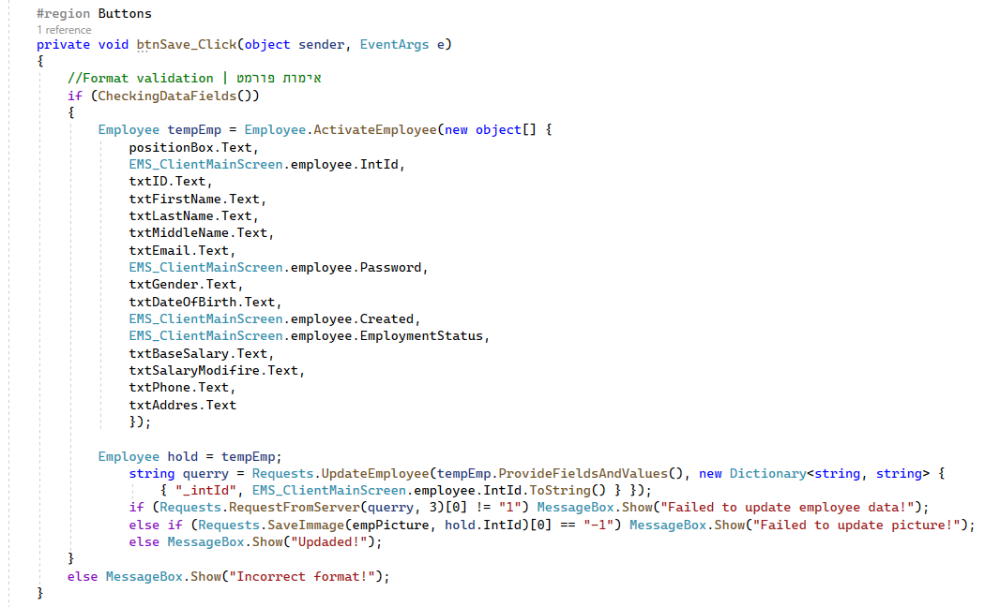 #region Buttons
1 reference
private void btnSave_Click(object sender, EventArgs e)
{
//Format validation | אימות פורמט
if (CheckingDataFields())
{
Employee tempEmp = Employee.ActivateEmployee(new object[] {
positionBox.Text,
EMS_ClientMainScreen.employee.IntId,
txtID.Text,
txtFirstName.Text,
txtLastName.Text,
txtMiddleName.Text,
txtEmail.Text,
EMS_ClientMainScreen.employee.Password,
txtGender.Text,
txtDateOfBirth.Text,
EMS_ClientMainScreen.employee.Created,
EMS_ClientMainScreen.employee.EmploymentStatus,
txtBaseSalary.Text,
txtSalaryModifire.Text,
txtPhone.Text,
txtAddres.Text
});
Employee hold = tempEmp;
string querry = Requests.UpdateEmployee(tempEmp.ProvideFieldsAndValues(), new Dictionary<string, string> {
{ "_intId", EMS_ClientMainScreen.employee.IntId.ToString() } });
if (Requests.RequestFromServer(querry, 3)[0] != "1") MessageBox.Show("Failed to update employee data!");
else if (Requests.SaveImmage(empPicture, hold.IntId)[0] == "-1") MessageBox.Show("Failed to update picture!");
else MessageBox.Show("Updaded!");
}
else MessageBox.Show("Incorrect format!");
}